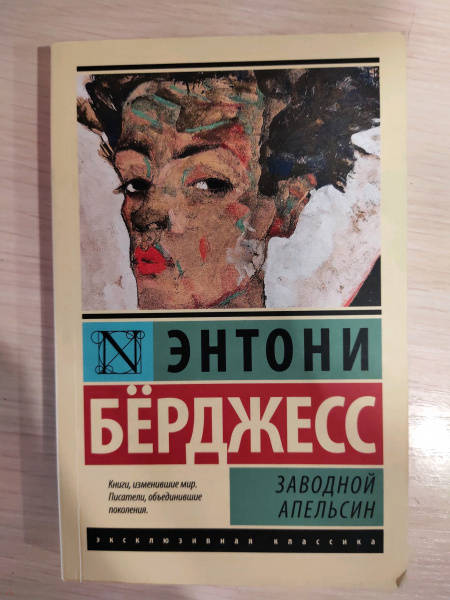 N ЭНТОНИ
БЁРДЖЕСС
Книги, изменившие мир.
Писатели, объединившие
поколения.
ЗАВОДНОЙ
АПЕЛЬСИН
эксклюзивная классика